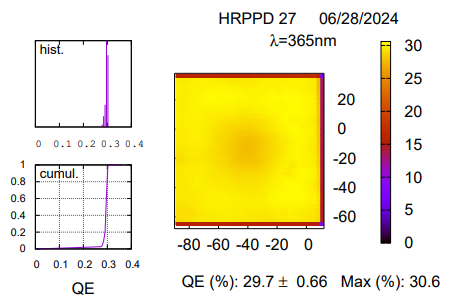 HRPPD 27 06/28/2024
λ=365nm
hist.
0 0.1 0.2 0.3 0.4
cumul.
1
0.8
0.6
0.4
0.2
0
0 0.1 0.2 0.3 0.4
QE
20
0
-20
-40
-60
-80 -60 -40 -20 0
30
25
20
15
10
5
0
QE (%): 29.7 ± 0.66 Max (%): 30.6